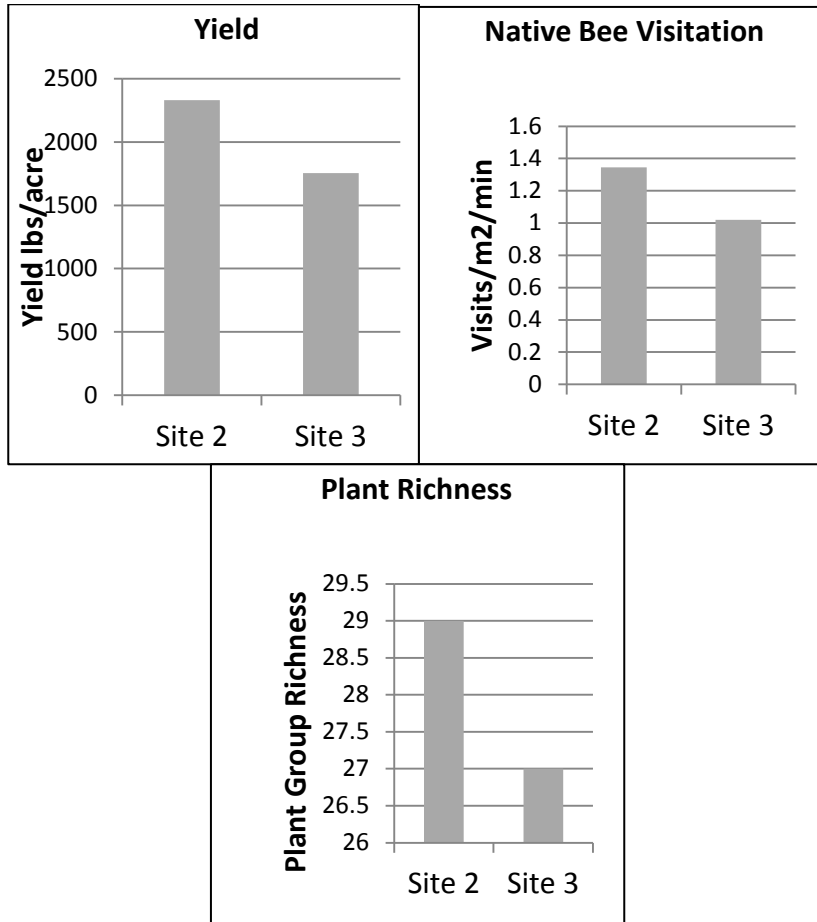 Yield
Yield lbs/acre
2500
2000
1500
1000
500
0
Site 2 Site 3
Native Bee Visitation
Visits/m2/min
1.6
1.4
1.2
1
0.8
0.6
0.4
0.2
0
Site 2 Site 3
Plant Richness
Plant Group Richness
29.5
29
28.5
28
27.5
27
26.5
26
Site 2 Site 3